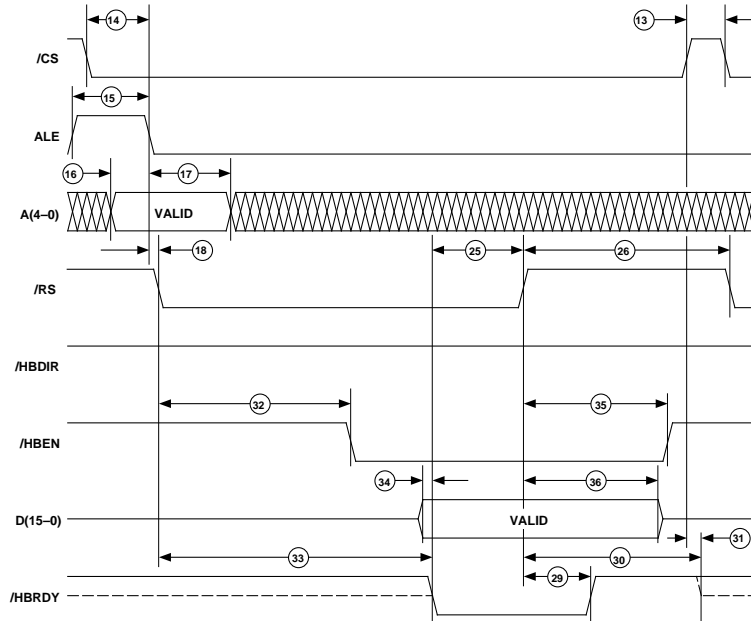 14
13
/CS
15
ALE
16
17
A(4–0)
VALID
18
25
26
/RS
/HBDIR
32
35
/HBEN
34
36
D(15–0)
VALID
31
33
30
29
/HBRDY